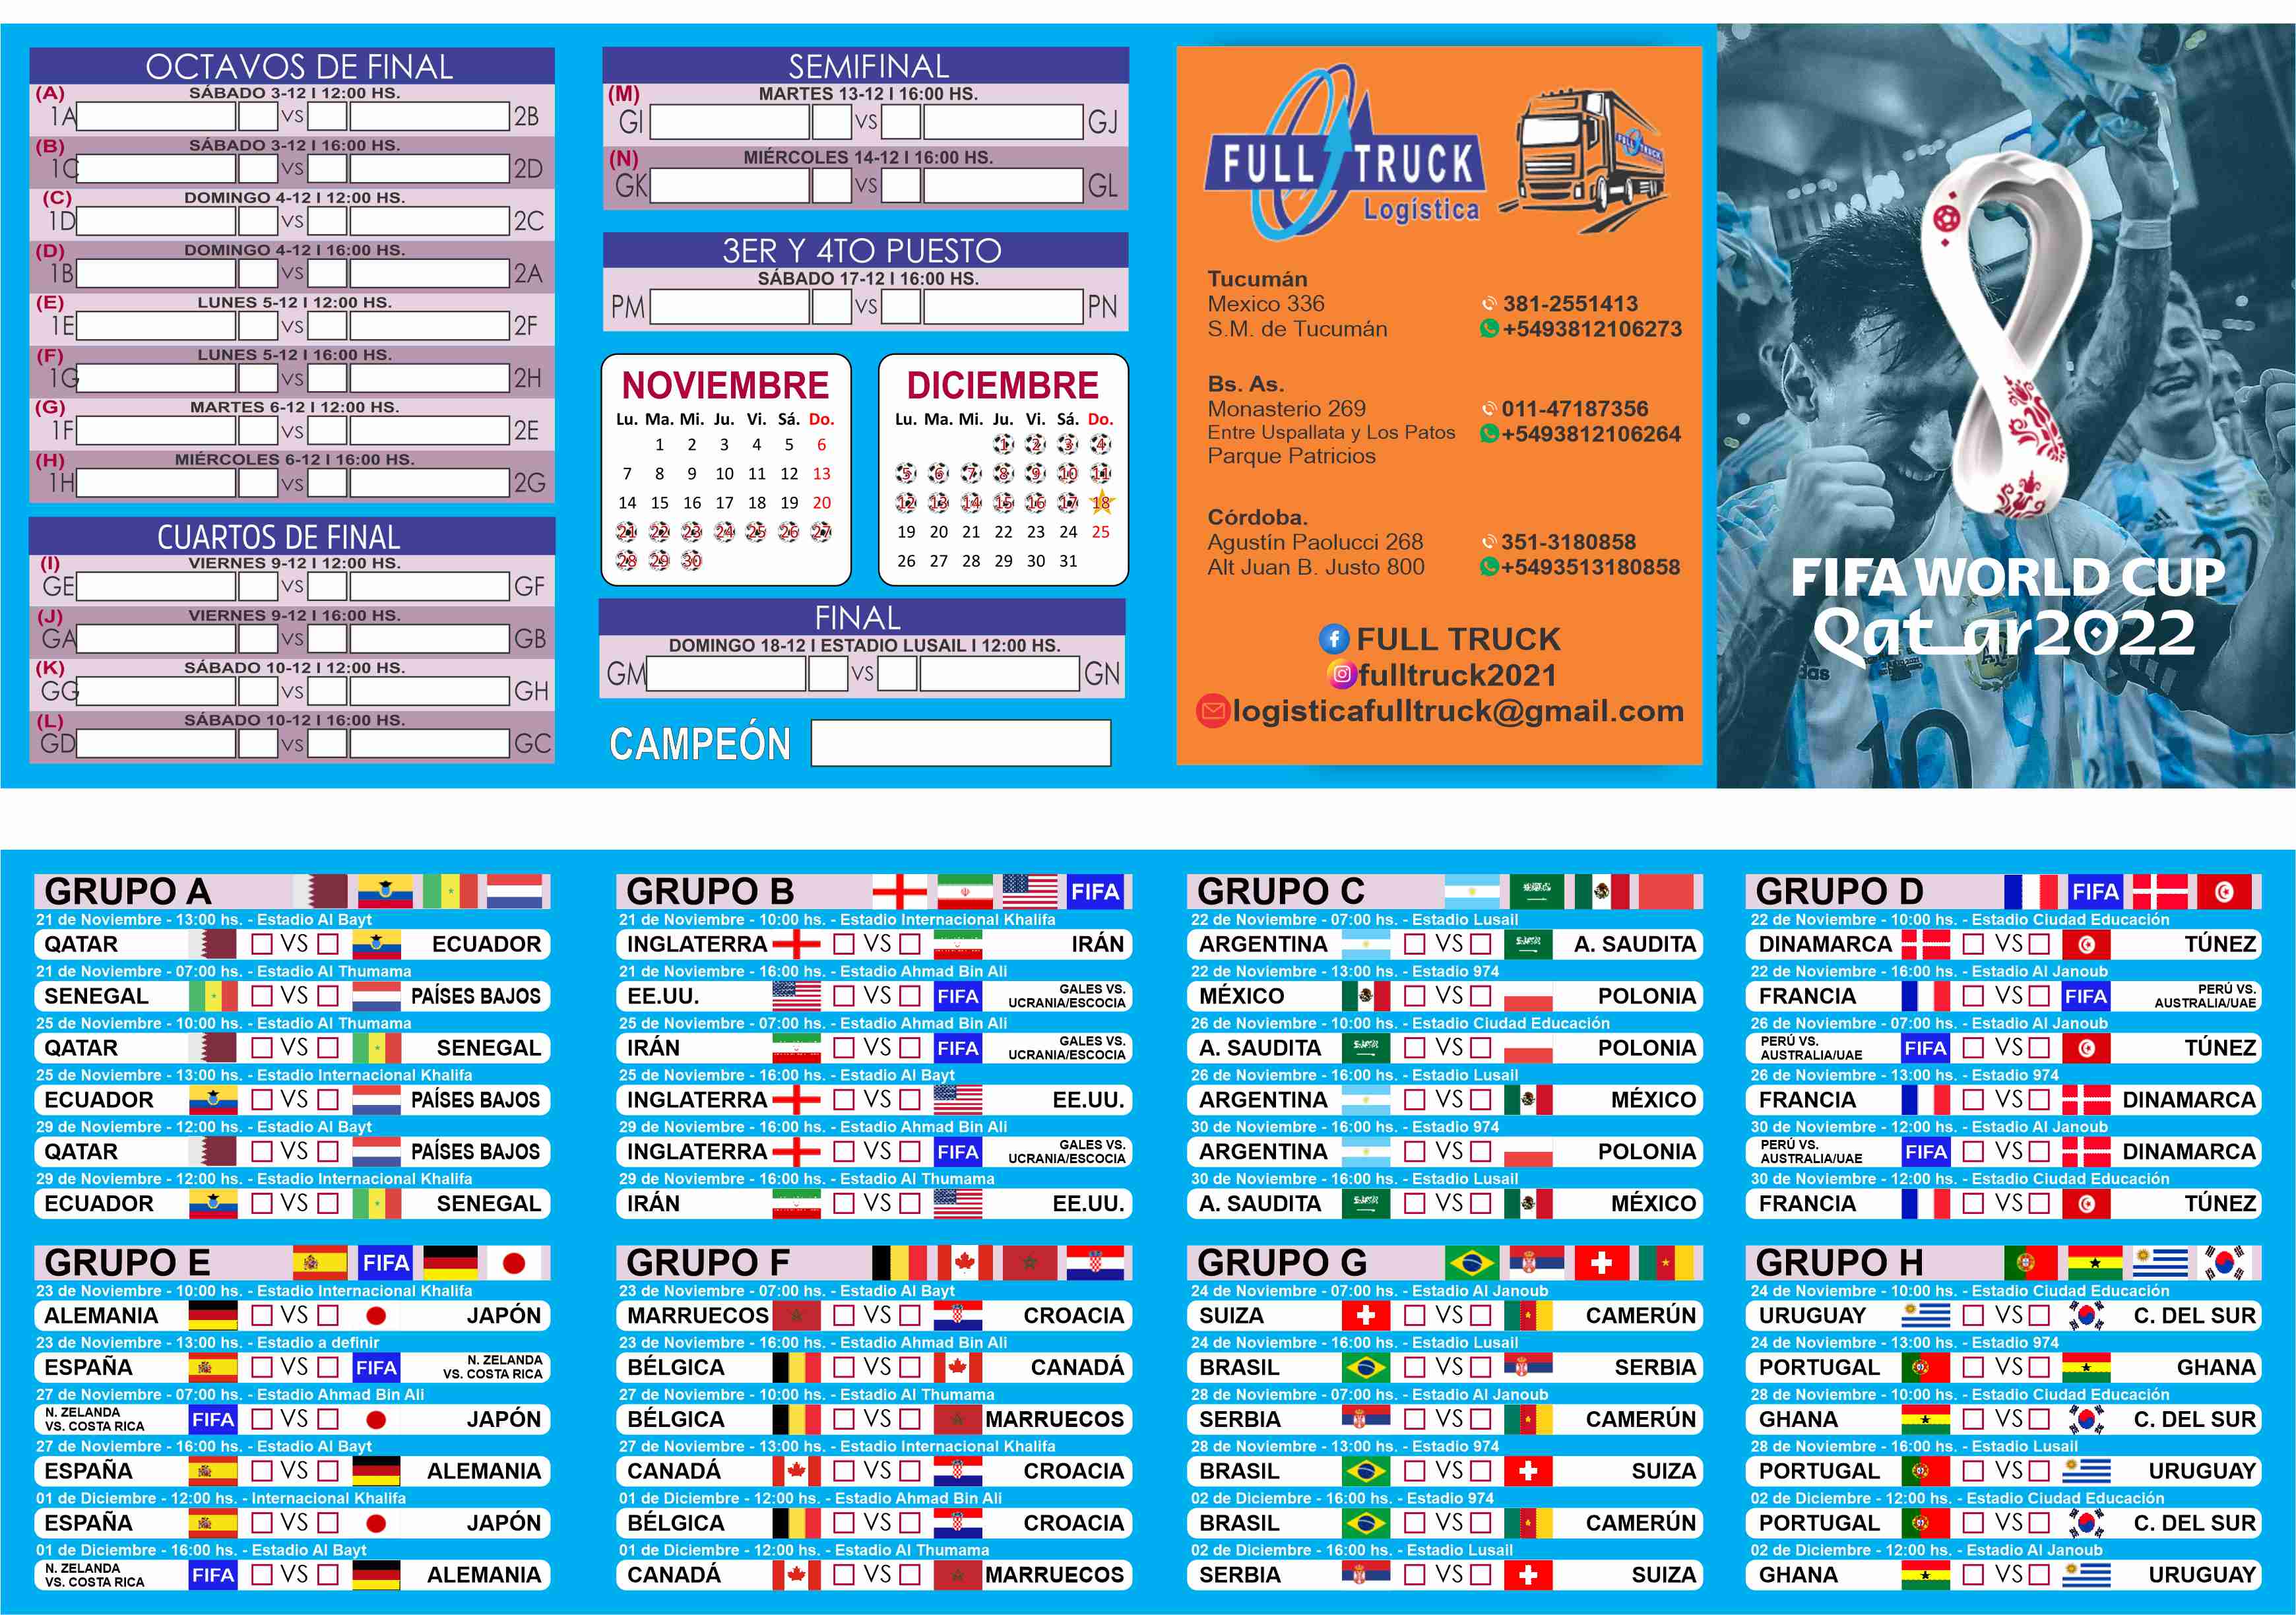 OCTAVOS DE FINAL
(A) SÁBADO 3-12 I 12:00 HS.
1A VS 2B
(B) SÁBADO 3-12 I 16:00 HS.
1C VS 2D
(C) DOMINGO 4-12 I 12:00 HS.
1D VS 2C
(D) DOMINGO 4-12 I 16:00 HS.
1B VS 2A
(E) LUNES 5-12 I 12:00 HS.
1E VS 2F
(F) LUNES 5-12 I 16:00 HS.
1G VS 2H
(G) MARTES 6-12 I 12:00 HS.
1F VS 2E
(H) MIÉRCOLES 6-12 I 16:00 HS.
1H VS 2G
CUARTOS DE FINAL
(I) VIERNES 9-12 I 12:00 HS.
GE VS GF
(J) VIERNES 9-12 I 16:00 HS.
GA VS GB
(K) SÁBADO 10-12 I 12:00 HS.
GG VS GH
(L) SÁBADO 10-12 I 16:00 HS.
GD VS GC
SEMIFINAL
(M) MARTES 13-12 I 16:00 HS.
GI VS GJ
(N) MIÉRCOLES 14-12 I 16:00 HS.
GK VS GL
3ER Y 4TO PUESTO
SÁBADO 17-12 I 16:00 HS.
PM VS PN
NOVIEMBRE
Lu. Ma. Mi. Ju. Vi. Sá. Do.
1 2 3 4 5 6
7 8 9 10 11 12 13
14 15 16 17 18 19 20
21 22 23 24 25 26 27
28 29 30
DICIEMBRE
Lu. Ma. Mi. Ju. Vi. Sá. Do.
1 2 3 4
5 6 7 8 9 10 11
12 13 14 15 16 17 18
19 20 21 22 23 24 25
26 27 28 29 30 31
FINAL
DOMINGO 18-12 I ESTADIO LUSAIL I 12:00 HS.
GM VS GN
CAMPEÓN
FULL TRUCK
Logística
FULL TRUCK
Tucumán
Mexico 336 381-2551413
S.M. de Tucumán +5493812106273
Bs. As.
Monasterio 269 011-47187356
Entre Uspallata y Los Patos +5493812106264
Parque Patricios
Córdoba.
Agustín Paolucci 268 351-3180858
Alt Juan B. Justo 800 +5493513180858
FULL TRUCK
fulltruck2021
logisticafulltruck@gmail.com
FIFA WORLD CUP
Qatar2022
10
GRUPO A
21 de Noviembre - 13:00 hs. - Estadio Al Bayt
QATAR VS ECUADOR
21 de Noviembre - 07:00 hs. - Estadio Al Thumama
SENEGAL VS PAÍSES BAJOS
25 de Noviembre - 10:00 hs. - Estadio Al Thumama
QATAR VS SENEGAL
25 de Noviembre - 13:00 hs. - Estadio Internacional Khalifa
ECUADOR VS PAÍSES BAJOS
29 de Noviembre - 12:00 hs. - Estadio Al Bayt
QATAR VS PAÍSES BAJOS
29 de Noviembre - 12:00 hs. - Estadio Internacional Khalifa
ECUADOR VS SENEGAL
GRUPO B FIFA
21 de Noviembre - 10:00 hs. - Estadio Internacional Khalifa
INGLATERRA VS IRÁN
21 de Noviembre - 16:00 hs. - Estadio Ahmad Bin Ali
EE.UU. VS FIFA GALES VS. UCRANIA/ESCOCIA
25 de Noviembre - 07:00 hs. - Estadio Ahmad Bin Ali
IRÁN VS FIFA GALES VS. UCRANIA/ESCOCIA
25 de Noviembre - 16:00 hs. - Estadio Al Bayt
INGLATERRA VS EE.UU.
29 de Noviembre - 16:00 hs. - Estadio Ahmad Bin Ali
INGLATERRA VS FIFA GALES VS. UCRANIA/ESCOCIA
29 de Noviembre - 16:00 hs. - Estadio Al Thumama
IRÁN VS EE.UU.
GRUPO C
22 de Noviembre - 07:00 hs. - Estadio Lusail
ARGENTINA VS A. SAUDITA
22 de Noviembre - 13:00 hs. - Estadio 974
MÉXICO VS POLONIA
26 de Noviembre - 10:00 hs. - Estadio Ciudad Educación
A. SAUDITA VS POLONIA
26 de Noviembre - 16:00 hs. - Estadio Lusail
ARGENTINA VS MÉXICO
30 de Noviembre - 16:00 hs. - Estadio 974
ARGENTINA VS POLONIA
30 de Noviembre - 16:00 hs. - Estadio Lusail
A. SAUDITA VS MÉXICO
GRUPO D FIFA
22 de Noviembre - 10:00 hs. - Estadio Ciudad Educación
DINAMARCA VS TÚNEZ
22 de Noviembre - 16:00 hs. - Estadio Al Janoub
FRANCIA VS FIFA PERÚ VS. AUSTRALIA/UAE
26 de Noviembre - 07:00 hs. - Estadio Al Janoub
PERÚ VS. AUSTRALIA/UAE FIFA VS TÚNEZ
26 de Noviembre - 13:00 hs. - Estadio 974
FRANCIA VS DINAMARCA
30 de Noviembre - 12:00 hs. - Estadio Al Janoub
PERÚ VS. AUSTRALIA/UAE FIFA VS DINAMARCA
30 de Noviembre - 12:00 hs. - Estadio Ciudad Educación
FRANCIA VS TÚNEZ
GRUPO E FIFA
23 de Noviembre - 10:00 hs. - Estadio Internacional Khalifa
ALEMANIA VS JAPÓN
23 de Noviembre - 13:00 hs. - Estadio a definir
ESPAÑA VS FIFA N. ZELANDA VS. COSTA RICA
27 de Noviembre - 07:00 hs. - Estadio Ahmad Bin Ali
N. ZELANDA VS. COSTA RICA FIFA VS JAPÓN
27 de Noviembre - 16:00 hs. - Estadio Al Bayt
ESPAÑA VS ALEMANIA
01 de Diciembre - 12:00 hs. - Internacional Khalifa
ESPAÑA VS JAPÓN
01 de Diciembre - 16:00 hs. - Estadio Al Bayt
N. ZELANDA VS. COSTA RICA FIFA VS ALEMANIA
GRUPO F
23 de Noviembre - 07:00 hs. - Estadio Al Bayt
MARRUECOS VS CROACIA
23 de Noviembre - 16:00 hs. - Estadio Ahmad Bin Ali
BÉLGICA VS CANADÁ
27 de Noviembre - 10:00 hs. - Estadio Al Thumama
BÉLGICA VS MARRUECOS
27 de Noviembre - 13:00 hs. - Estadio Internacional Khalifa
CANADÁ VS CROACIA
01 de Diciembre - 12:00 hs. - Estadio Ahmad Bin Ali
BÉLGICA VS CROACIA
01 de Diciembre - 12:00 hs. - Estadio Al Thumama
CANADÁ VS MARRUECOS
GRUPO G
24 de Noviembre - 07:00 hs. - Estadio Al Janoub
SUIZA VS CAMERÚN
24 de Noviembre - 16:00 hs. - Estadio Lusail
BRASIL VS SERBIA
28 de Noviembre - 07:00 hs. - Estadio Al Janoub
SERBIA VS CAMERÚN
28 de Noviembre - 13:00 hs. - Estadio 974
BRASIL VS SUIZA
02 de Diciembre - 16:00 hs. - Estadio 974
BRASIL VS CAMERÚN
02 de Diciembre - 16:00 hs. - Estadio Lusail
SERBIA VS SUIZA
GRUPO H
24 de Noviembre - 10:00 hs. - Estadio Ciudad Educación
URUGUAY VS C. DEL SUR
24 de Noviembre - 13:00 hs. - Estadio 974
PORTUGAL VS GHANA
28 de Noviembre - 10:00 hs. - Estadio Ciudad Educación
GHANA VS C. DEL SUR
28 de Noviembre - 16:00 hs. - Estadio Lusail
PORTUGAL VS URUGUAY
02 de Diciembre - 12:00 hs. - Estadio Ciudad Educación
PORTUGAL VS C. DEL SUR
02 de Diciembre - 12:00 hs. - Estadio Al Janoub
GHANA VS URUGUAY